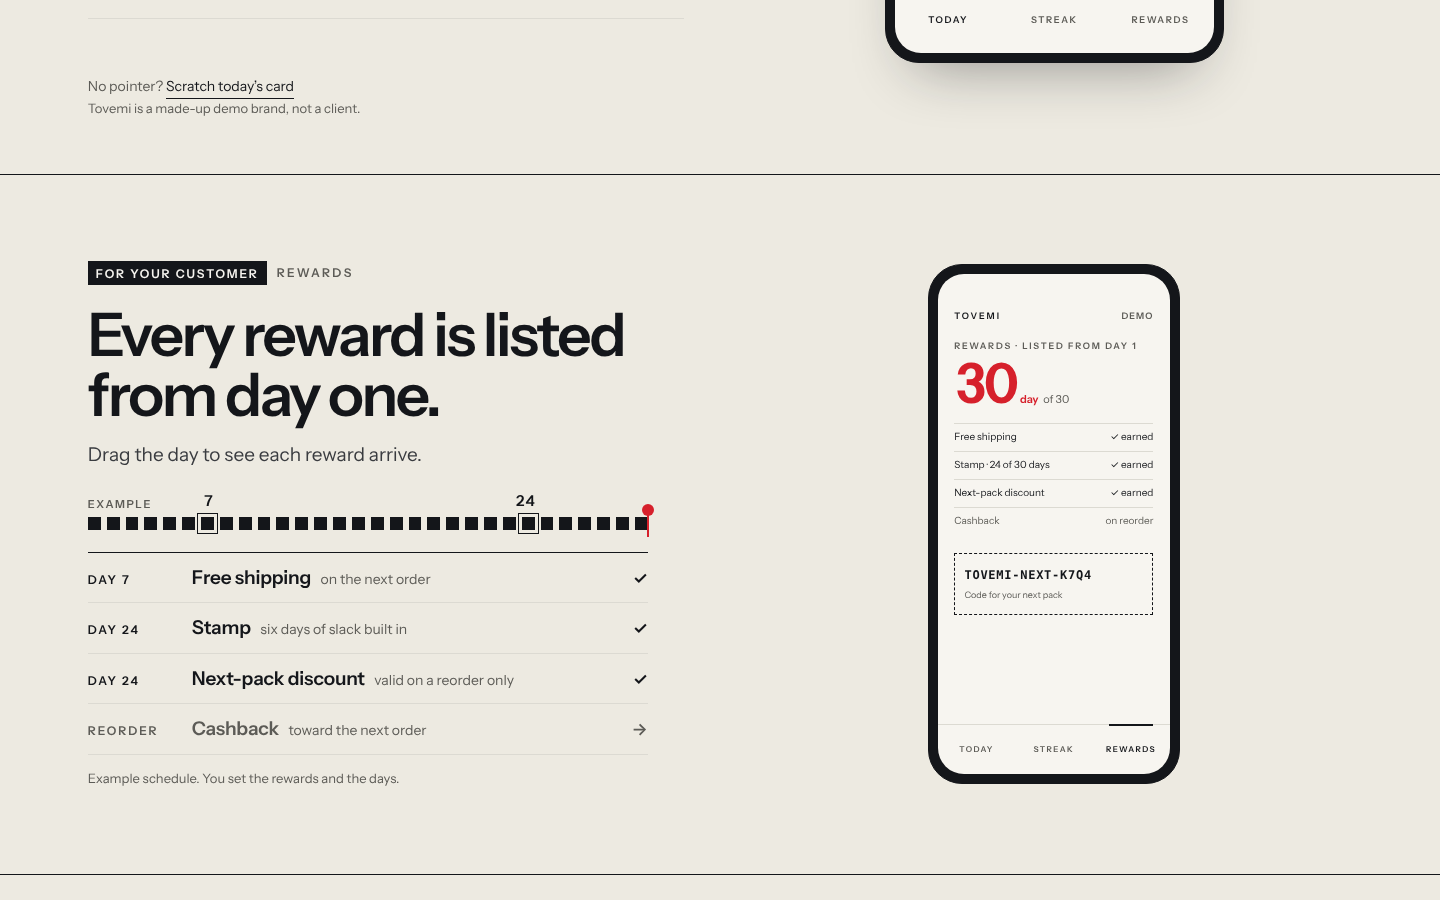 TODAY STREAK REWARDS
No pointer? Scratch today's card
Tovemi is a made-up demo brand, not a client.
FOR YOUR CUSTOMER REWARDS
Every reward is listed
from day one.
Drag the day to see each reward arrive.
EXAMPLE 7 24
DAY 7 Free shipping on the next order ✓
DAY 24 Stamp six days of slack built in ✓
DAY 24 Next-pack discount valid on a reorder only ✓
REORDER Cashback toward the next order →
Example schedule. You set the rewards and the days.
TOVEMI DEMO
REWARDS · LISTED FROM DAY 1
30 day of 30
Free shipping ✓ earned
Stamp · 24 of 30 days ✓ earned
Next-pack discount ✓ earned
Cashback on reorder
TOVEMI-NEXT-K7Q4
Code for your next pack
TODAY STREAK REWARDS